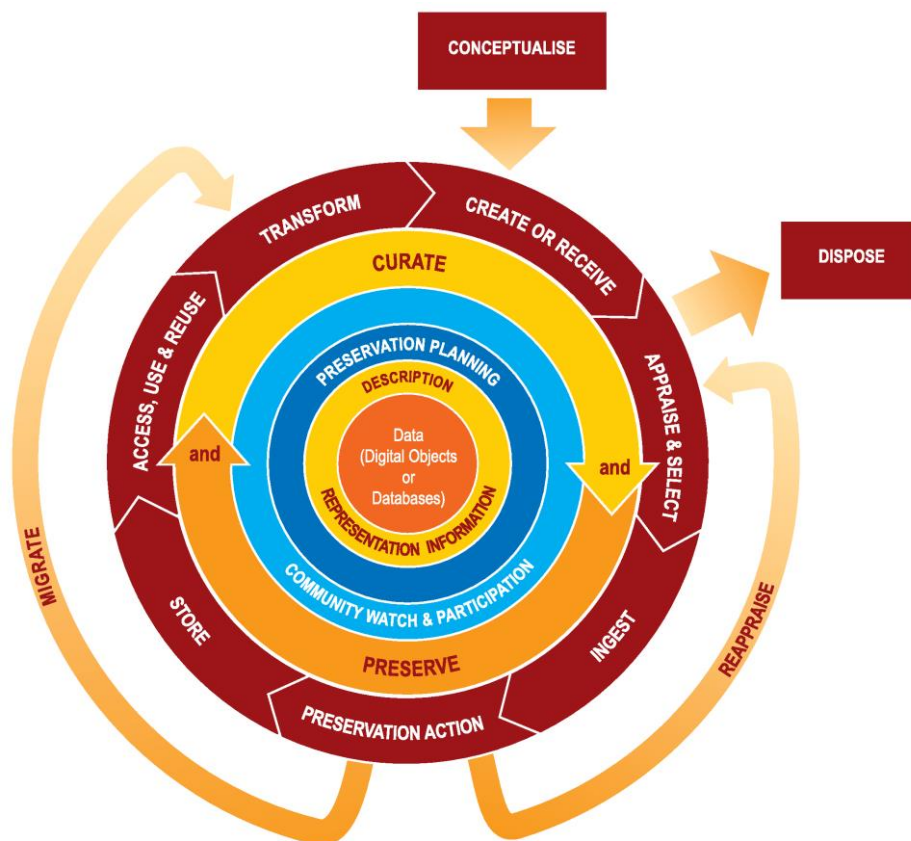 CONCEPTUALISE
DISPOSE
TRANSFORM
CREATE OR RECEIVE
APPRAISE & SELECT
INGEST
PRESERVATION ACTION
STORE
ACCESS, USE & REUSE
MIGRATE
REAPPRAISE
CURATE
and
PRESERVE
and
COMMUNITY WATCH & PARTICIPATION
PRESERVATION PLANNING
DESCRIPTION
REPRESENTATION INFORMATION
Data
(Digital Objects
or
Databases)